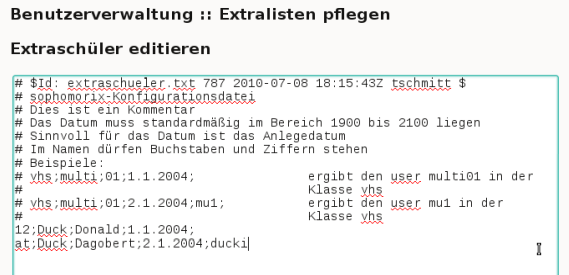 Benutzerverwaltung :: Extralisten pflegen
Extraschüler editieren
# $Id: extraschueler.txt 787 2010-07-08 18:15:43Z tschmitt $
# sophomorix-Konfigurationsdatei
# Dies ist ein Kommentar
# Das Datum muss standardmäßig im Bereich 1900 bis 2100 liegen
# Sinnvoll für das Datum ist das Anlegedatum
# Im Namen dürfen Buchstaben und Ziffern stehen
# Beispiele:
# vhs;multi;01;1.1.2004; ergibt den user multi01 in der
# Klasse vhs
# vhs;multi;01;2.1.2004;mu1; ergibt den user mu1 in der
# Klasse vhs
12;Duck;Donald;1.1.2004;
at;Duck;Dagobert;2.1.2004;ducki